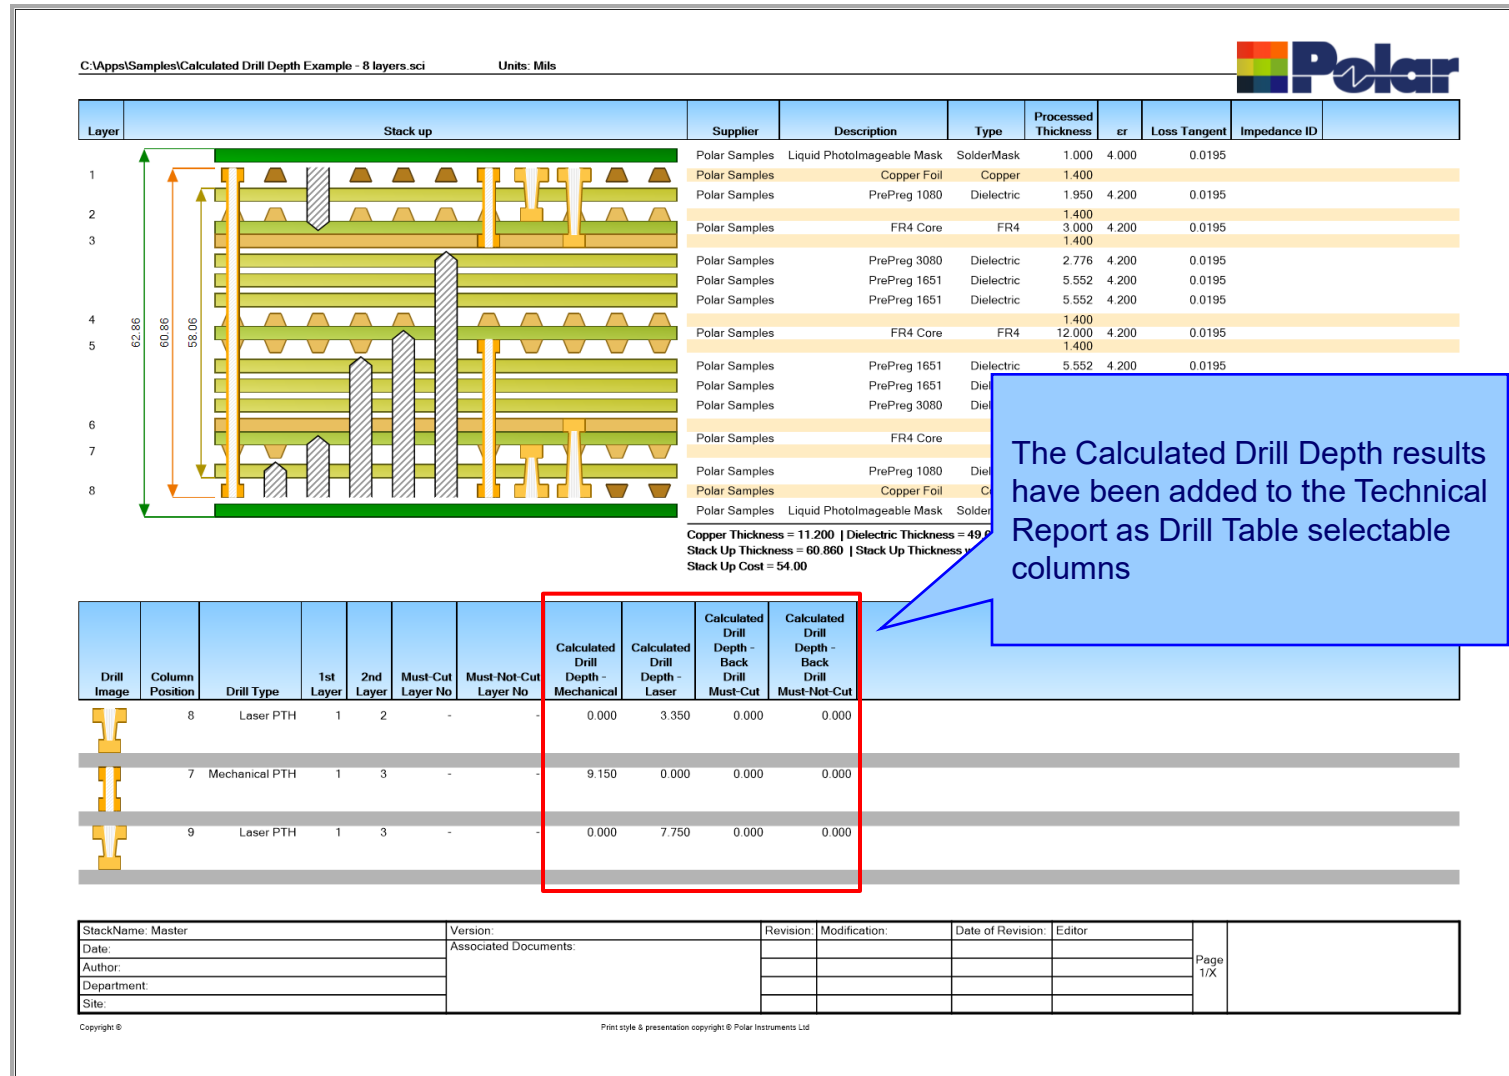 C:\Apps\Samples\Calculated Drill Depth Example - 8 layers.sci Units: Mils
Polar
Layer Stack up Supplier Description Type Processed Thickness εr Loss Tangent Impedance ID
Polar Samples Liquid PhotoImageable Mask SolderMask 1.000 4.000 0.0195
1 Polar Samples Copper Foil Copper 1.400
Polar Samples PrePreg 1080 Dielectric 1.950 4.200 0.0195
2 1.400
Polar Samples FR4 Core FR4 3.000 4.200 0.0195
3 1.400
Polar Samples PrePreg 3080 Dielectric 2.776 4.200 0.0195
Polar Samples PrePreg 1651 Dielectric 5.552 4.200 0.0195
Polar Samples PrePreg 1651 Dielectric 5.552 4.200 0.0195
4 1.400
62.86 60.86 58.06
Polar Samples FR4 Core FR4 12.000 4.200 0.0195
5 1.400
Polar Samples PrePreg 1651 Dielectric 5.552 4.200 0.0195
Polar Samples PrePreg 1651
Polar Samples PrePreg 3080
6
Polar Samples FR4 Core
7
Polar Samples PrePreg 1080
8 Polar Samples Copper Foil
Polar Samples Liquid PhotoImageable Mask
Copper Thickness = 11.200 | Dielectric Thickness = 49
Stack Up Thickness = 60.860 | Stack Up Thickness
Stack Up Cost = 54.00
The Calculated Drill Depth results
have been added to the Technical
Report as Drill Table selectable
columns
Drill Image Column Position Drill Type 1st Layer 2nd Layer Must-Cut Layer No Must-Not-Cut Layer No Calculated Drill Depth - Mechanical Calculated Drill Depth - Laser Calculated Drill Depth - Back Drill Must-Cut Calculated Drill Depth - Back Drill Must-Not-Cut
8 Laser PTH 1 2 - - 0.000 3.350 0.000 0.000
7 Mechanical PTH 1 3 - - 9.150 0.000 0.000 0.000
9 Laser PTH 1 3 - - 0.000 7.750 0.000 0.000
StackName: Master Version: Revision: Modification: Date of Revision: Editor
Date: Associated Documents:
Author:
Page
1/X
Department:
Site:
Copyright © Print style & presentation copyright © Polar Instruments Ltd